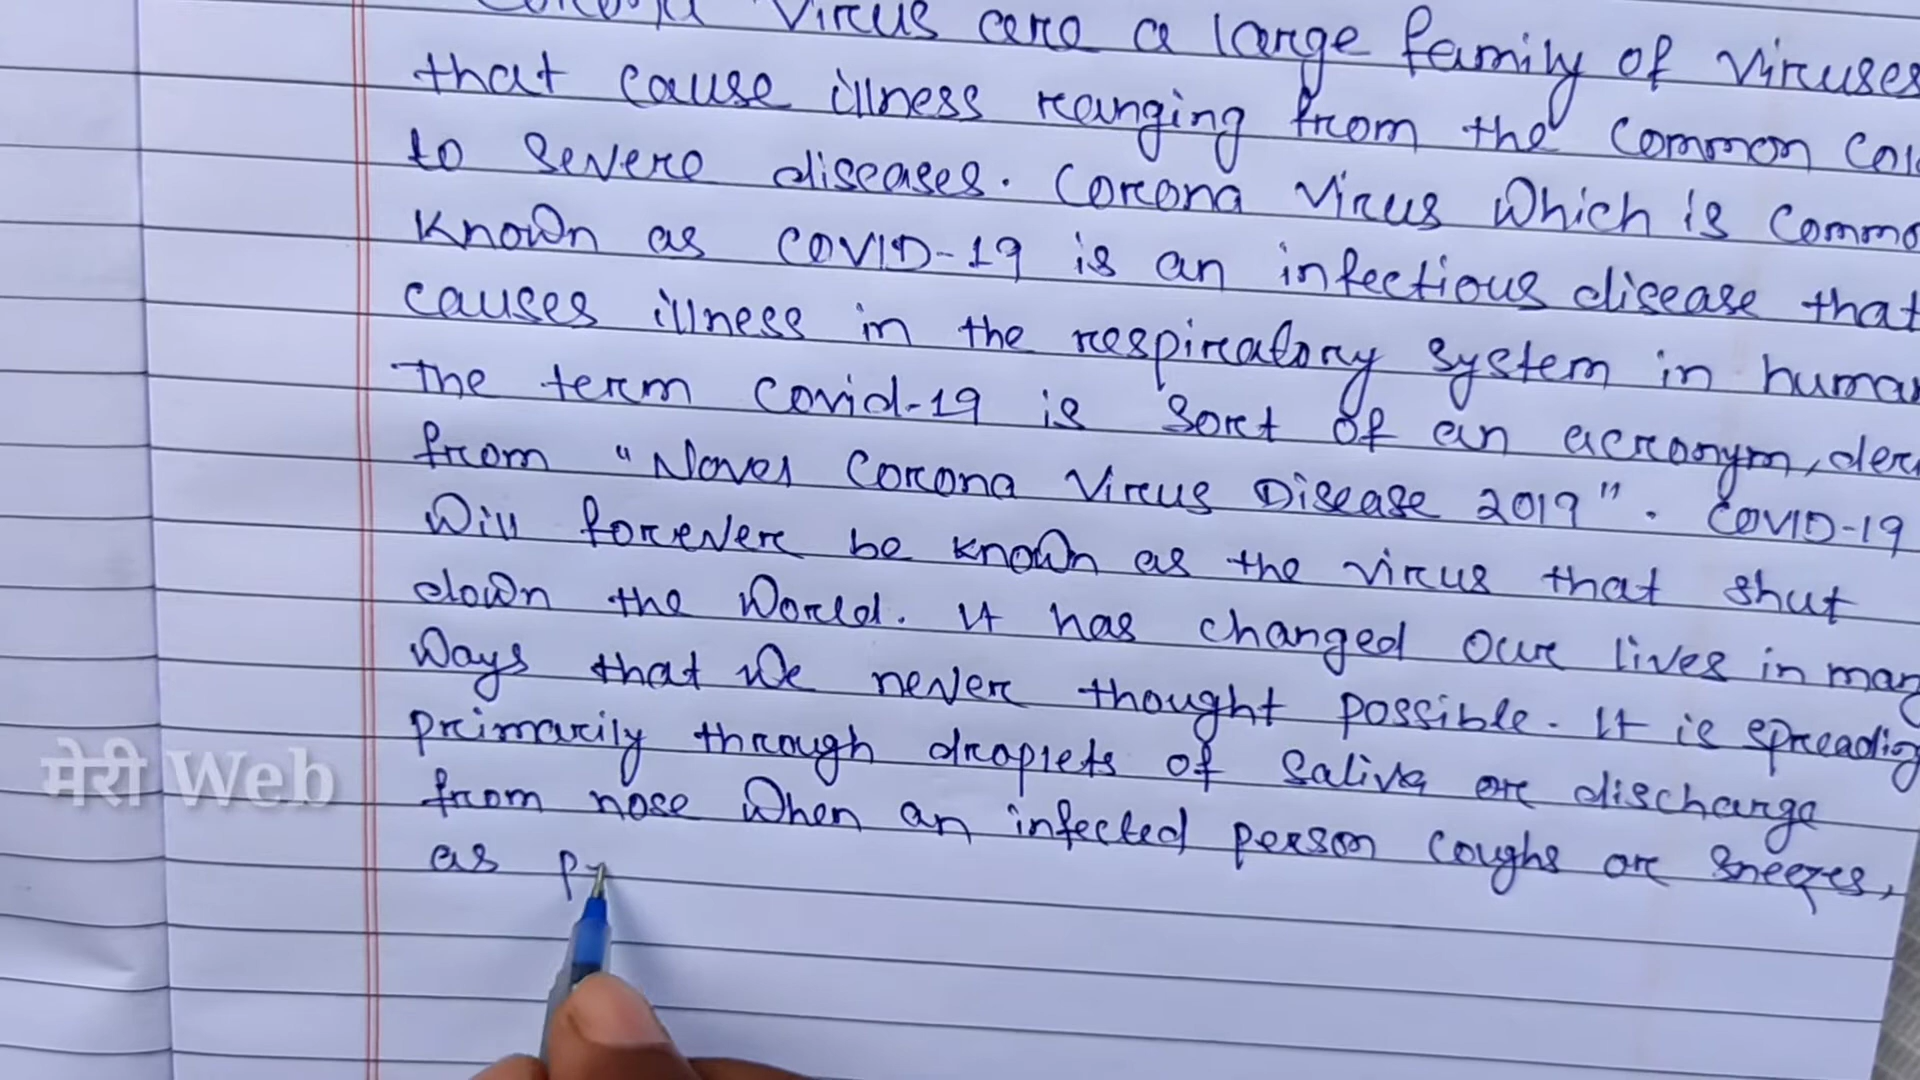 Corona Virus are a large family of Viruses
that cause illness ranging from the common
to severe diseases. Corona Virus which is
known as COVID-19 is an infectious disease that
causes illness in the respiratory system in
the term Covid-19 is sort of an acronym,
from "Novel Corona Virus Disease 2019". COVID-19
Will forever be known as the virus that shut
down the World. It has changed our lives in
Ways that we never thought possible. It is spreading
primarily through droplets of Saliva or discharge
from nose when an infected person coughs or sneezes,
as
मेरी Web